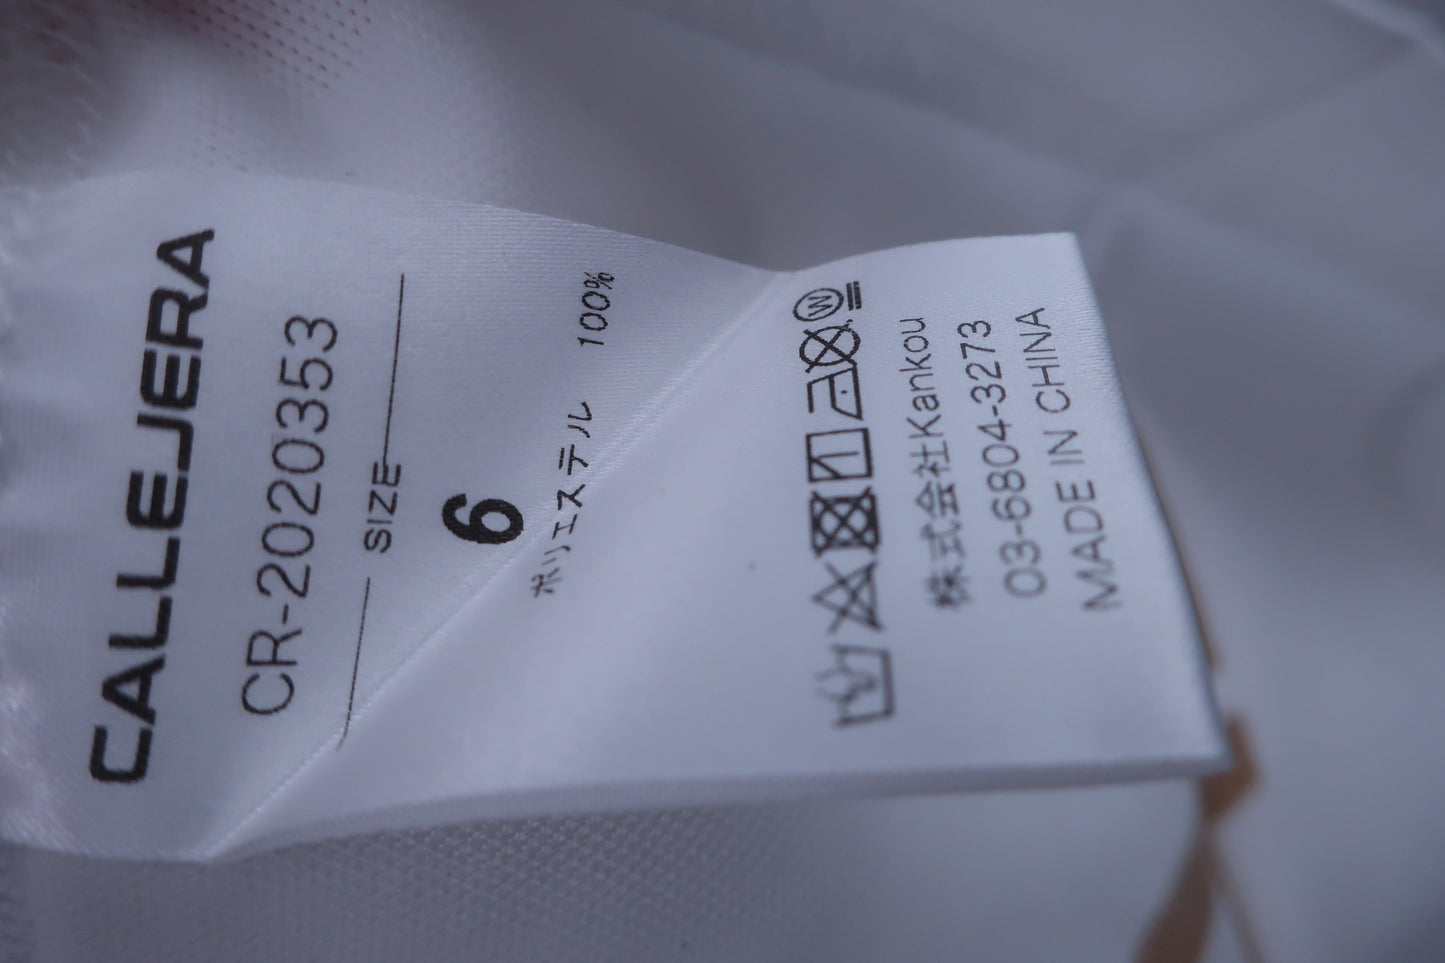 CALLEJERA
CR-2020353
SIZE
6
ポリエステル 100%
W
株式会社Kankou
03-6804-3273
MADE IN CHINA